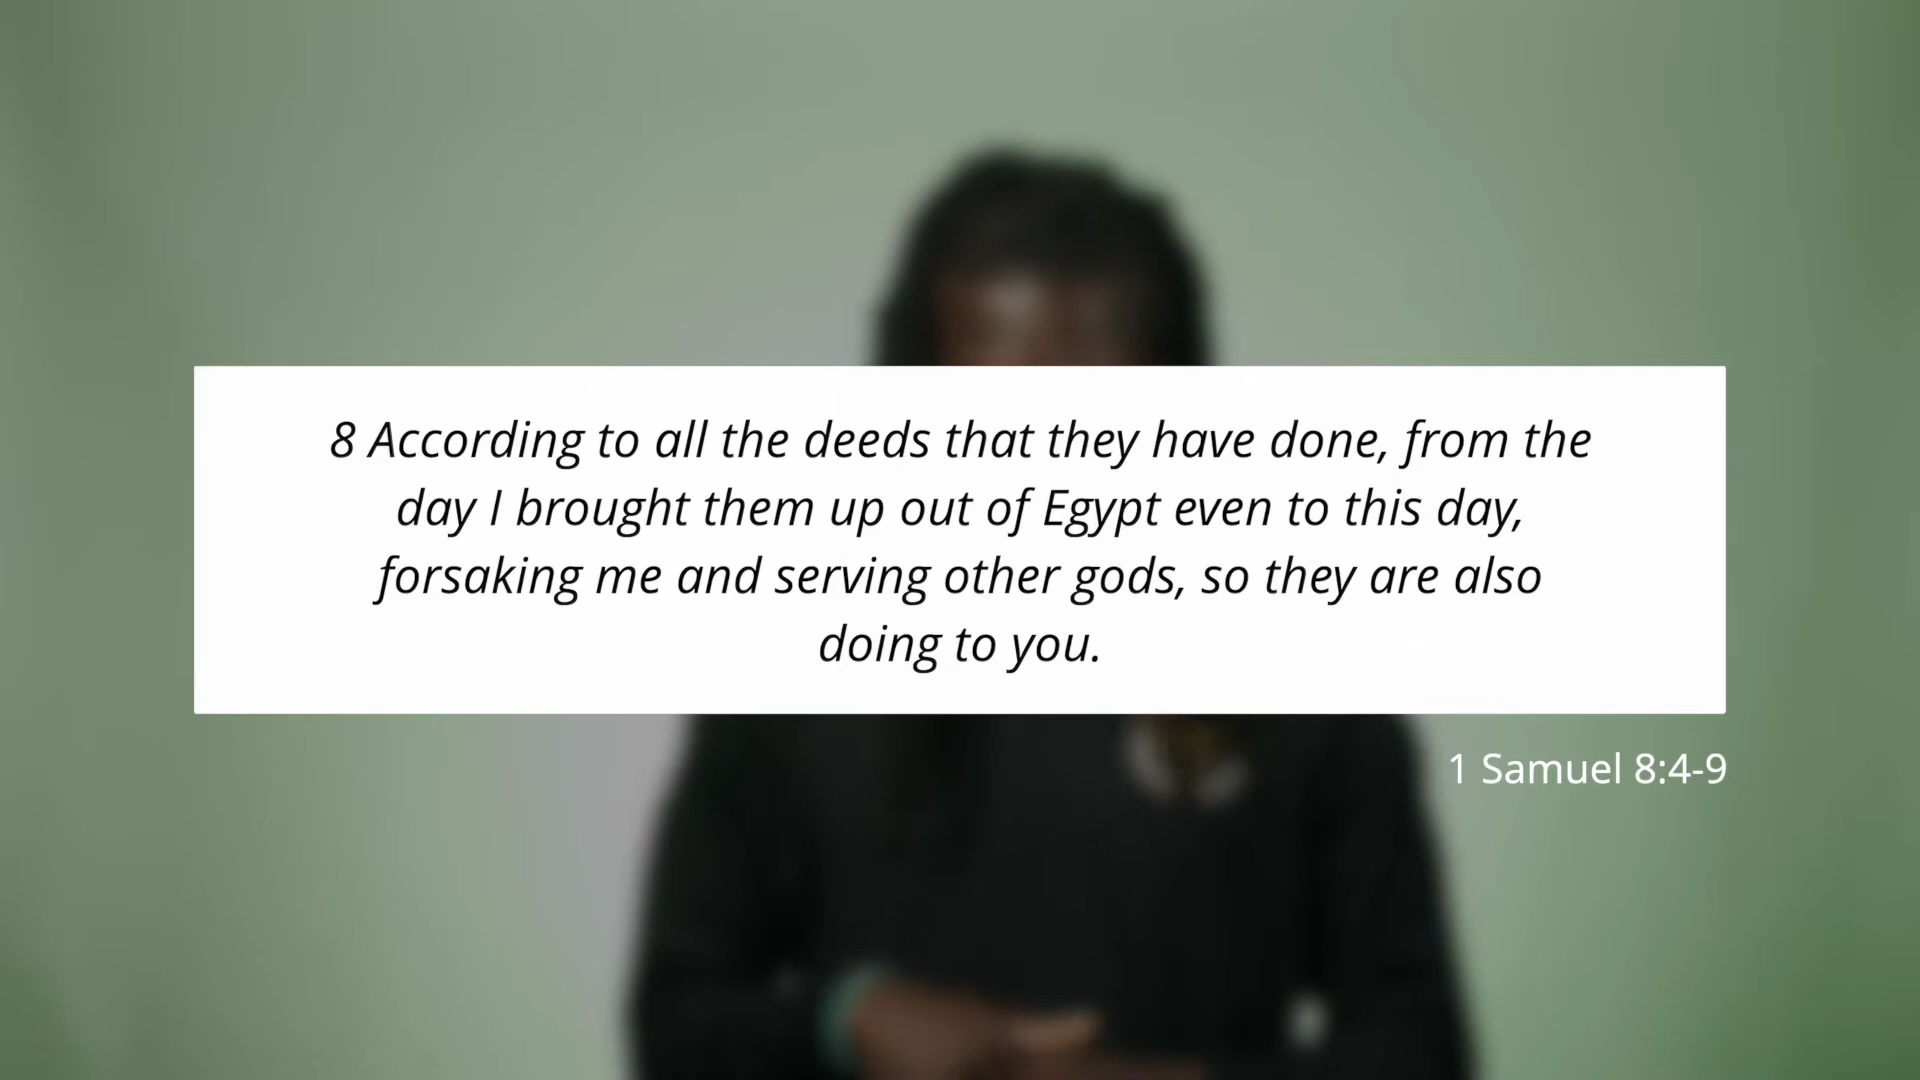 8 According to all the deeds that they have done, from the
day I brought them up out of Egypt even to this day,
forsaking me and serving other gods, so they are also
doing to you.
1 Samuel 8:4-9